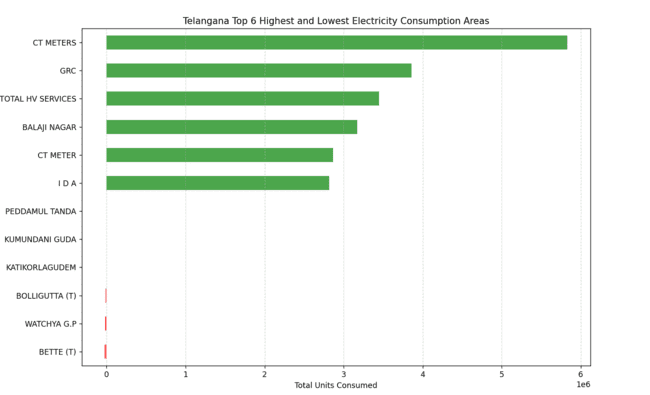 Telangana Top 6 Highest and Lowest Electricity Consumption Areas
CT METERS
GRC
TOTAL HV SERVICES
BALAJI NAGAR
CT METER
I D A
PEDDAMUL TANDA
KUMUNDANI GUDA
KATIKORLAGUDEM
BOLLIGUTTA (T)
WATCHYA G.P
BETTE (T)
0 1 2 3 4 5 6
1e6
Total Units Consumed